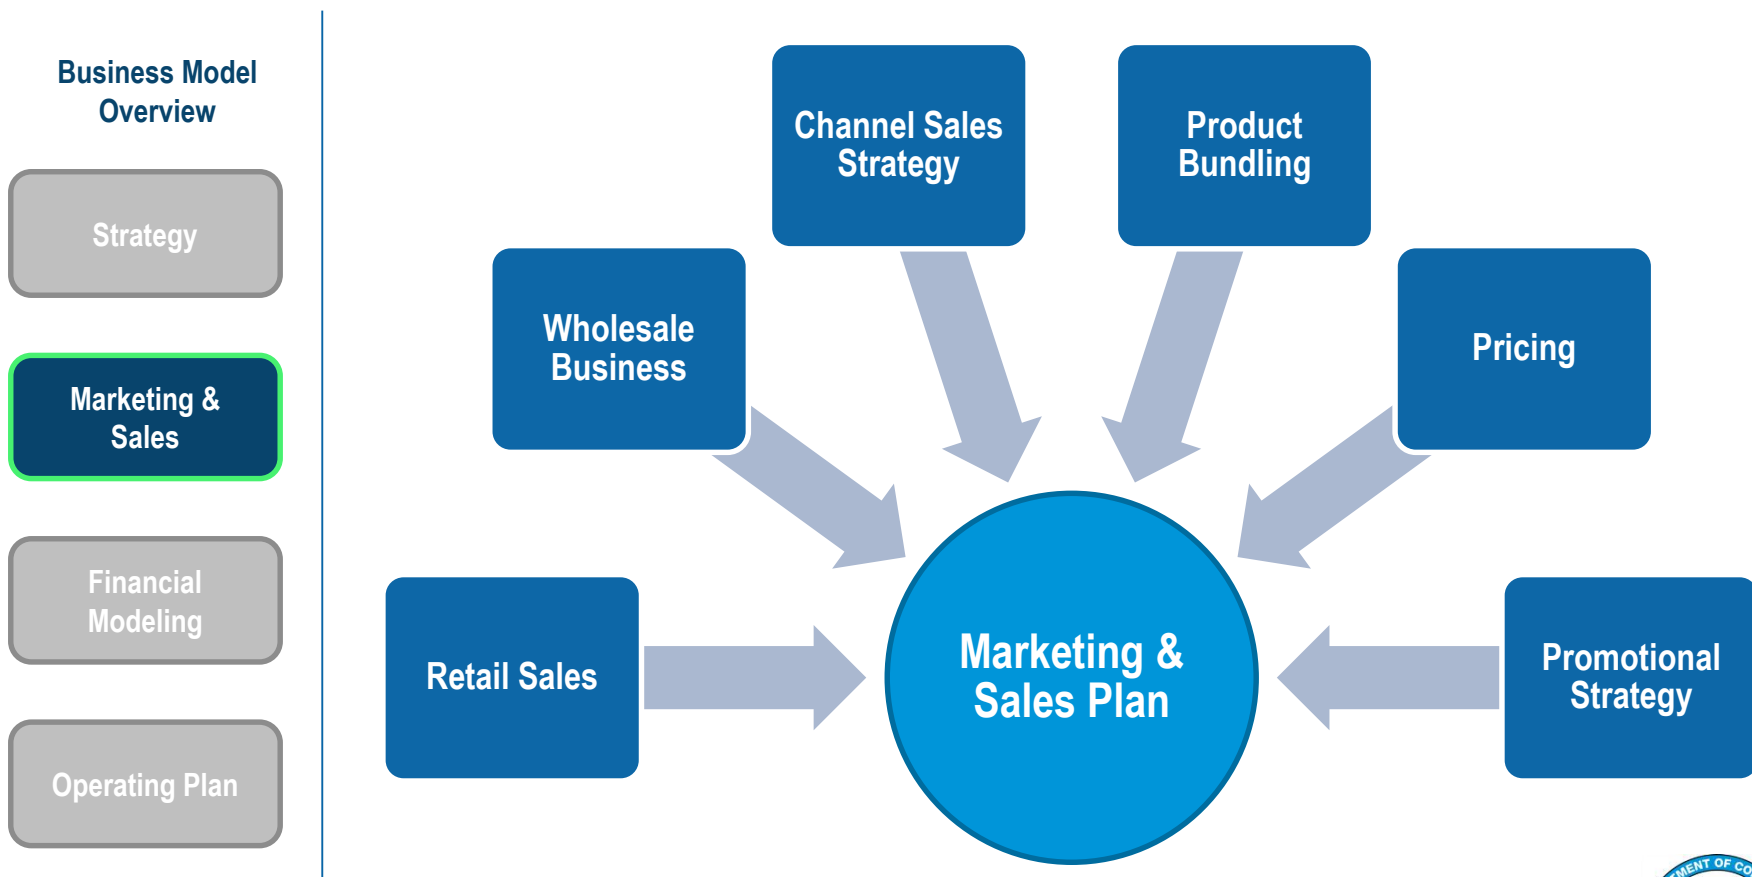 Business Model
Overview
Strategy
Marketing &
Sales
Financial
Modeling
Operating Plan
Channel Sales
Strategy
Product
Bundling
Wholesale
Business
Pricing
Retail Sales
Marketing &
Sales Plan
Promotional
Strategy
OF